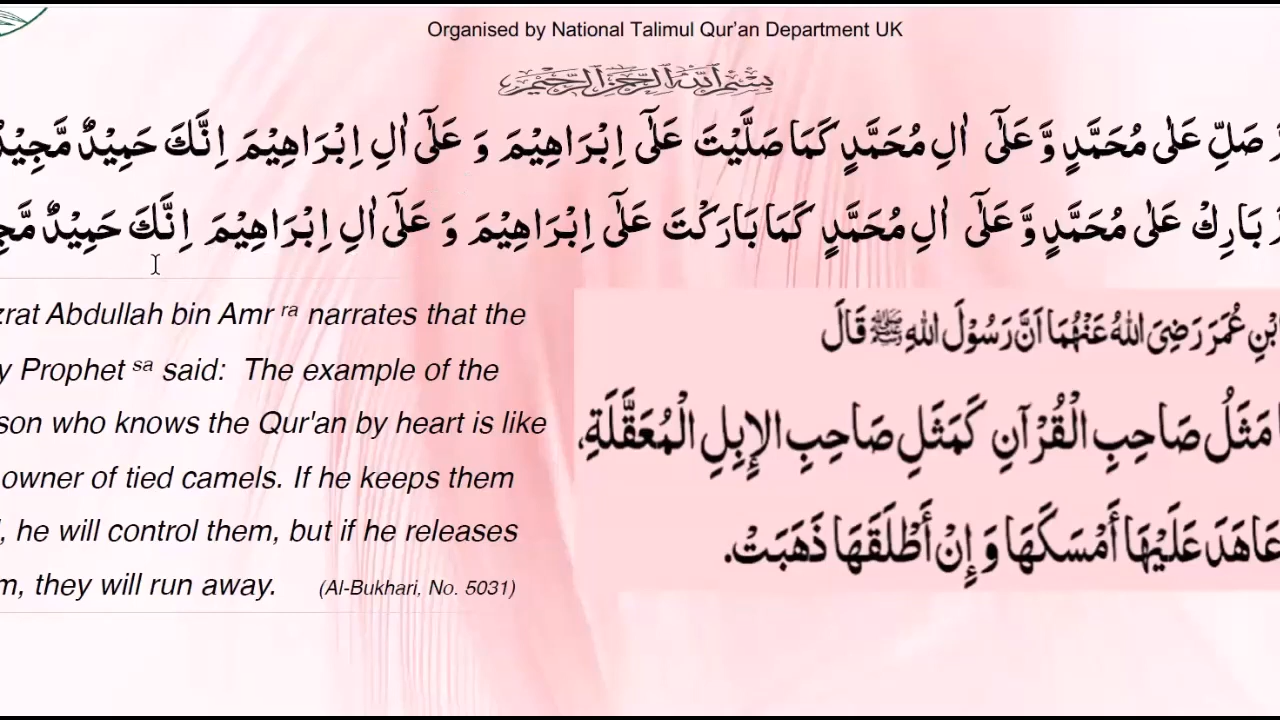 Organised by National Talimul Qur'an Department UK
بِسْمِ اللهِ الرَّحْمٰنِ الرَّحِيْمِ
صَلِّ عَلٰى مُحَمَّدٍ وَّ عَلٰٓى اٰلِ مُحَمَّدٍ كَمَا صَلَّيْتَ عَلٰٓى اِبْرَاهِيْمَ وَ عَلٰٓى اٰلِ اِبْرَاهِيْمَ اِنَّكَ حَمِيْدٌ مَّجِيْدٌ
بَارِكْ عَلٰى مُحَمَّدٍ وَّ عَلٰٓى اٰلِ مُحَمَّدٍ كَمَا بَارَكْتَ عَلٰٓى اِبْرَاهِيْمَ وَ عَلٰٓى اٰلِ اِبْرَاهِيْمَ اِنَّكَ حَمِيْدٌ
zrat Abdullah bin Amr ra narrates that the
y Prophet sa said: The example of the
son who knows the Qur'an by heart is like
owner of tied camels. If he keeps them
, he will control them, but if he releases
m, they will run away. (Al-Bukhari, No. 5031)
ابْنِ عُمَرَ رَضِىَ اللهُ عَنْهُمَا اَنَّ رَسُوْلَ اللهِ ﷺ قَالَ
مَثَلُ صَاحِبِ الْقُرْآنِ كَمَثَلِ صَاحِبِ الإِبِلِ الْمُعَقَّلَةِ،
عَاهَدَ عَلَيْهَا أَمْسَكَهَا وَ إِنْ أَطْلَقَهَا ذَهَبَتْ.